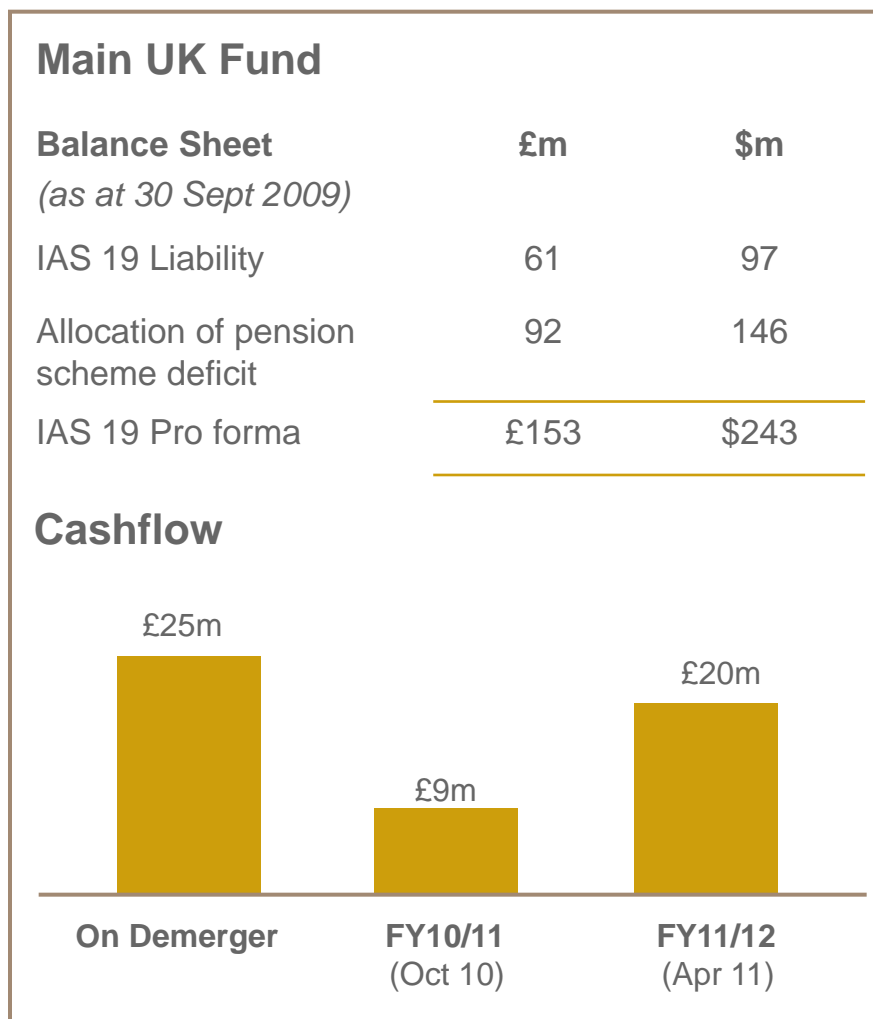 Main UK Fund
Balance Sheet £m $m
(as at 30 Sept 2009)
IAS 19 Liability 61 97
Allocation of pension 92 146
scheme deficit
IAS 19 Pro forma £153 $243
Cashflow
£25m
£20m
£9m
On Demerger FY10/11 FY11/12
(Oct 10) (Apr 11)